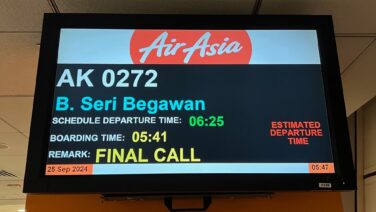 AirAsia
AK 0272
B. Seri Begawan
SCHEDULE DEPARTURE TIME: 06:25
ESTIMATED
DEPARTURE
TIME
BOARDING TIME: 05:41
REMARK: FINAL CALL
25 Sep 2024 05:47